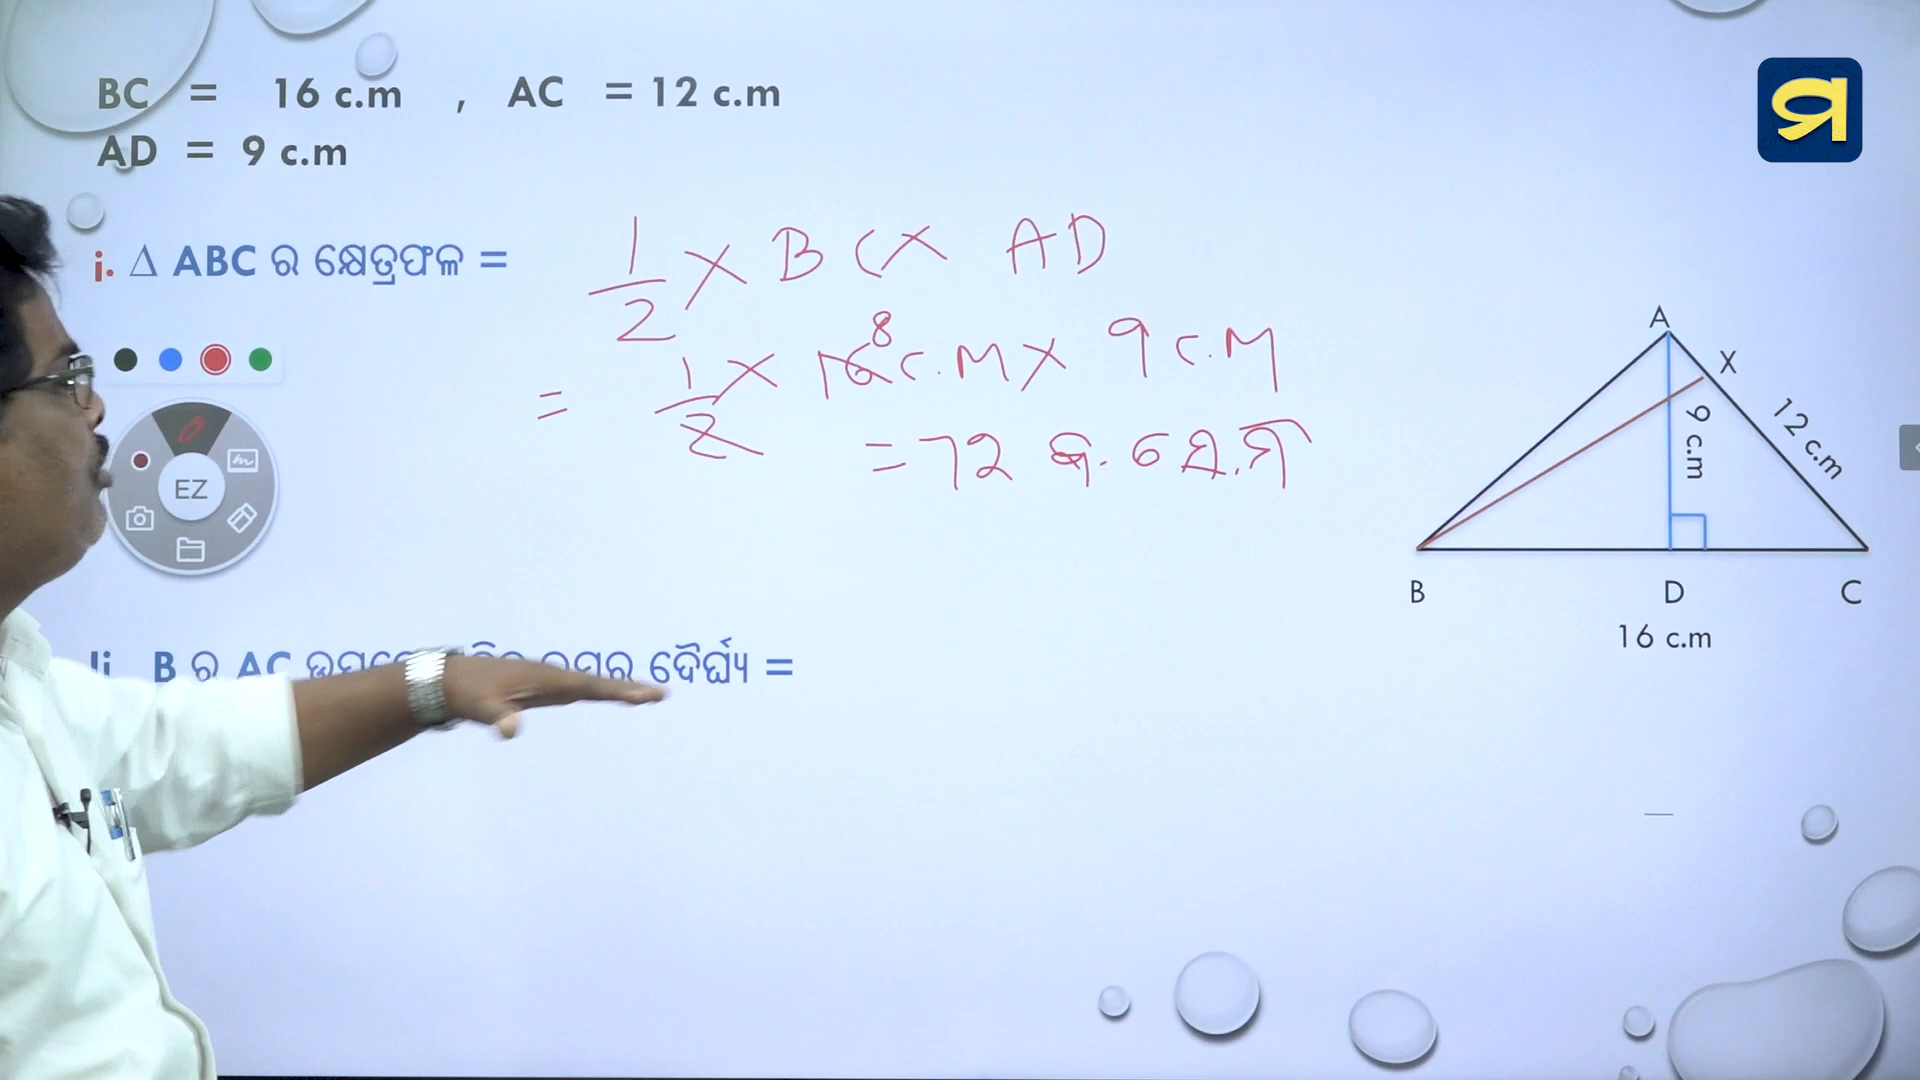 BC = 16 c.m , AC = 12 c.m
AD = 9 c.m
i. Δ ABC ର କ୍ଷେତ୍ରଫଳ = 1/2 × BC × AD
= 1/2 × 16 8 c.m × 9 c.m
= 72 ବ. ସେ.ମି
Ii B ର AC ଦୈର୍ଘ୍ୟ =
EZ
A
X
9 c.m
12 c.m
B D C
16 c.m
ସ